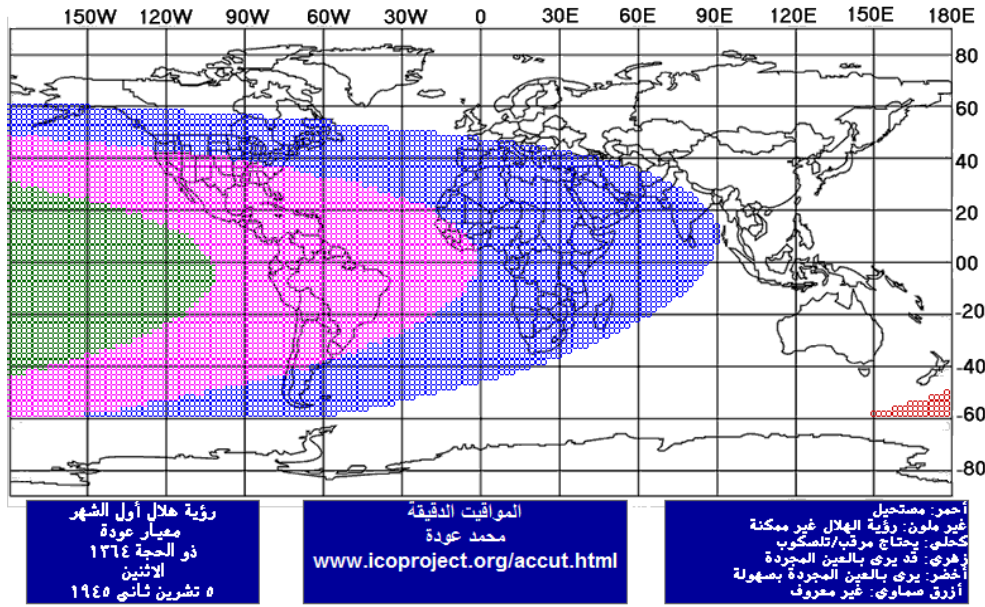 150W 120W 90W 60W 30W 0 30E 60E 90E 120E 150E 180E
80
60
40
20
00
-20
-40
-60
-80
رؤية هلال أول الشهر
معيار عودة
ذو الحجة ١٣٦٤
الاثنين
٥ تشرين ثاني ١٩٤٥
المواقيت الدقيقة
محمد عودة
www.icoproject.org/accut.html
أحمر: مستحيل
غير ملون: رؤية الهلال غير ممكنة
كحلي: يحتاج مرقب/تلسكوب
زهري: قد يرى بالعين المجردة
أخضر: يرى بالعين المجردة بسهولة
أزرق سماوي: غير معروف